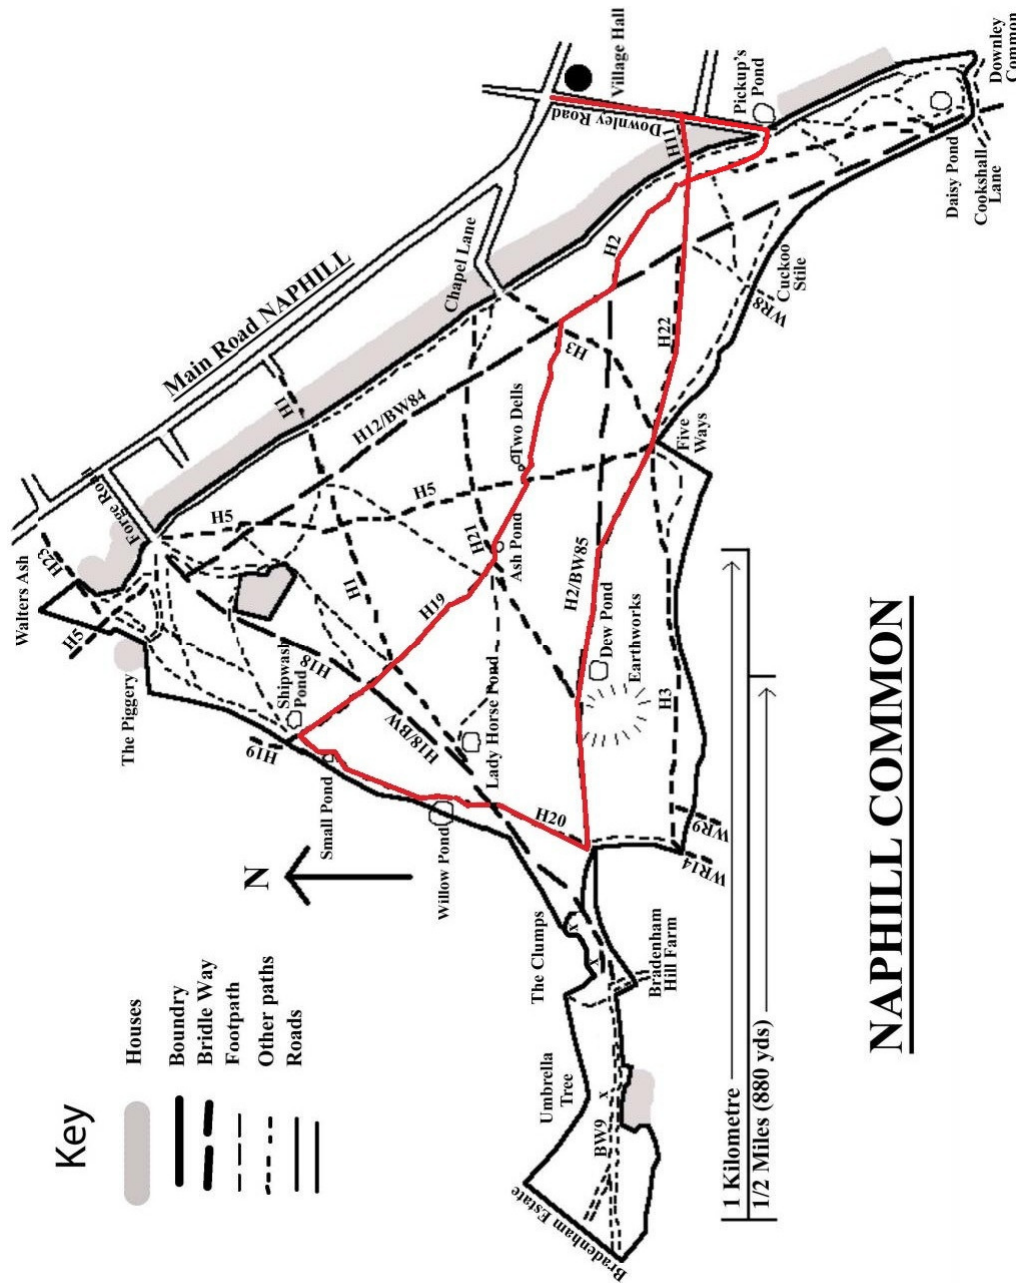 Key
Houses
Boundry
Bridle Way
Footpath
Other paths
Roads
N
NAPHILL COMMON
1 Kilometre
1/2 Miles (880 yds)
Main Road NAPHILL
Walters Ash
H23
Forge Road
H5
The Piggery
H5
H1
H12/BW84
Chapel Lane
Downley Road
Village Hall
H11
Pickup's
Pond
Downley
Common
Daisy Pond
Cookshall
Lane
Cuckoo
Stile
WR8
H2
H3
H22
Five
Ways
Two Dells
H5
H21
Ash Pond
H1
H19
H18
Shipwash
Pond
H19
Small Pond
H18/BW
Lady Horse Pond
Willow Pond
H20
H2/BW85
Dew Pond
Earthworks
H3
WR9
WR14
The Clumps
x
x
Bradenham
Hill Farm
Umbrella
Tree
x
BW9
Bradenham Estate